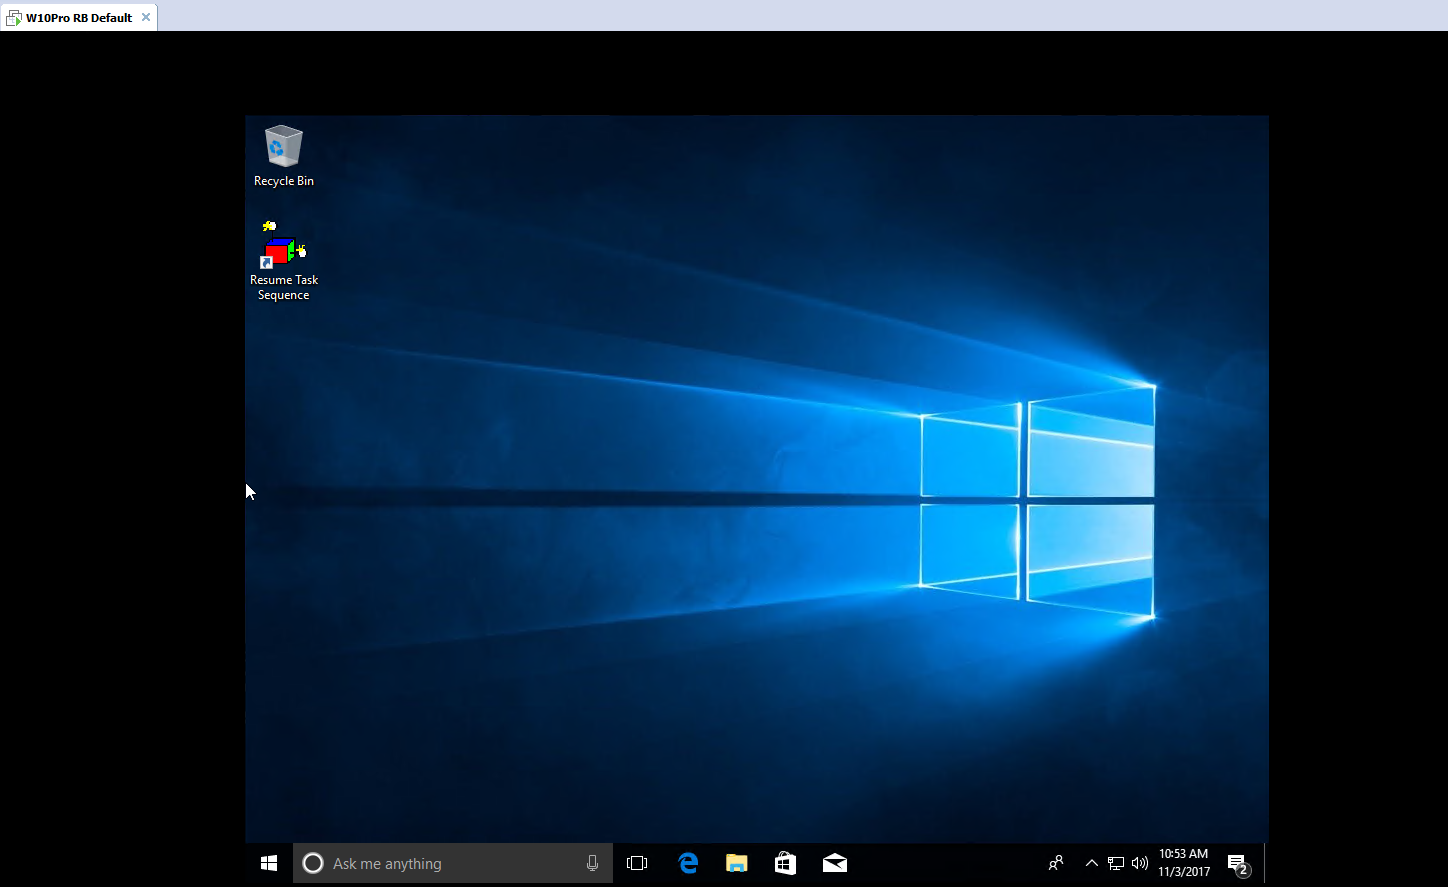 W10Pro RB Default
Recycle Bin
Resume Task
Sequence
Ask me anything
10:53 AM
11/3/2017
2